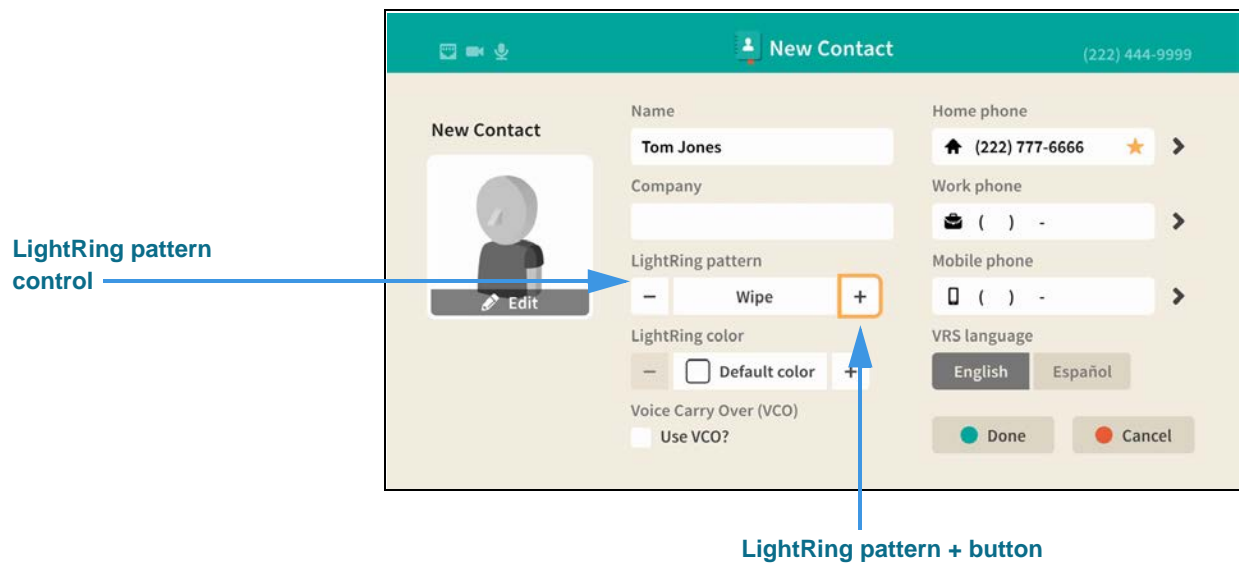 New Contact
(222) 444-9999
New Contact
Edit
Name
Tom Jones
Company
LightRing pattern
− Wipe +
LightRing color
− Default color +
Voice Carry Over (VCO)
Use VCO?
Home phone
(222) 777-6666
Work phone
( ) -
Mobile phone
( ) -
VRS language
English Español
Done Cancel
LightRing pattern
control
LightRing pattern + button